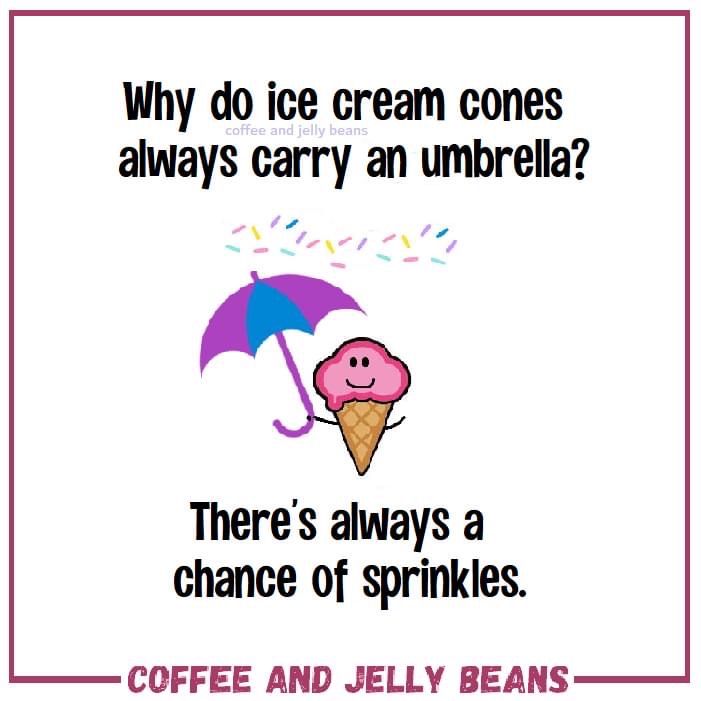 Why do ice cream cones
coffee and jelly beans
always carry an umbrella?
There's always a
chance of sprinkles.
COFFEE AND JELLY BEANS